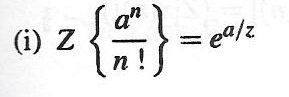 (i) Z { aⁿ / n ! } = e^{a/z}